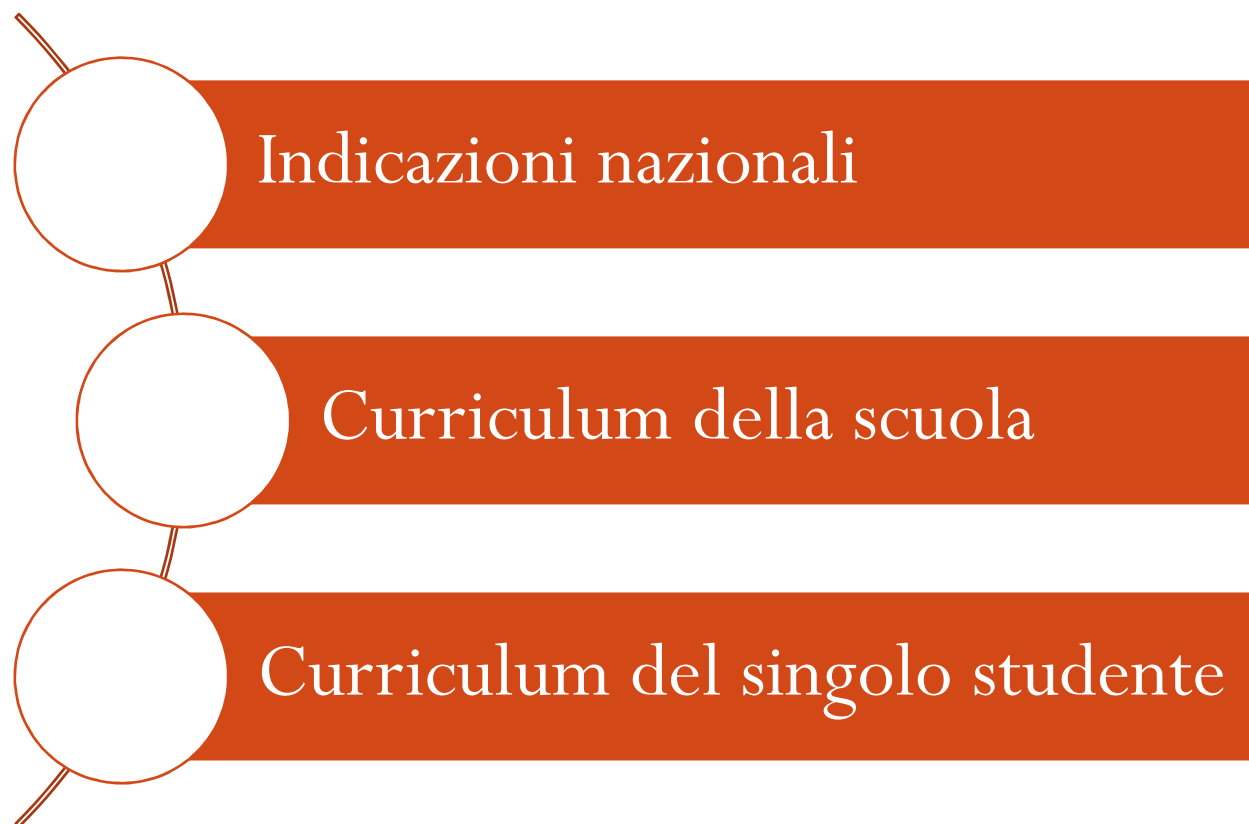 Indicazioni nazionali
Curriculum della scuola
Curriculum del singolo studente